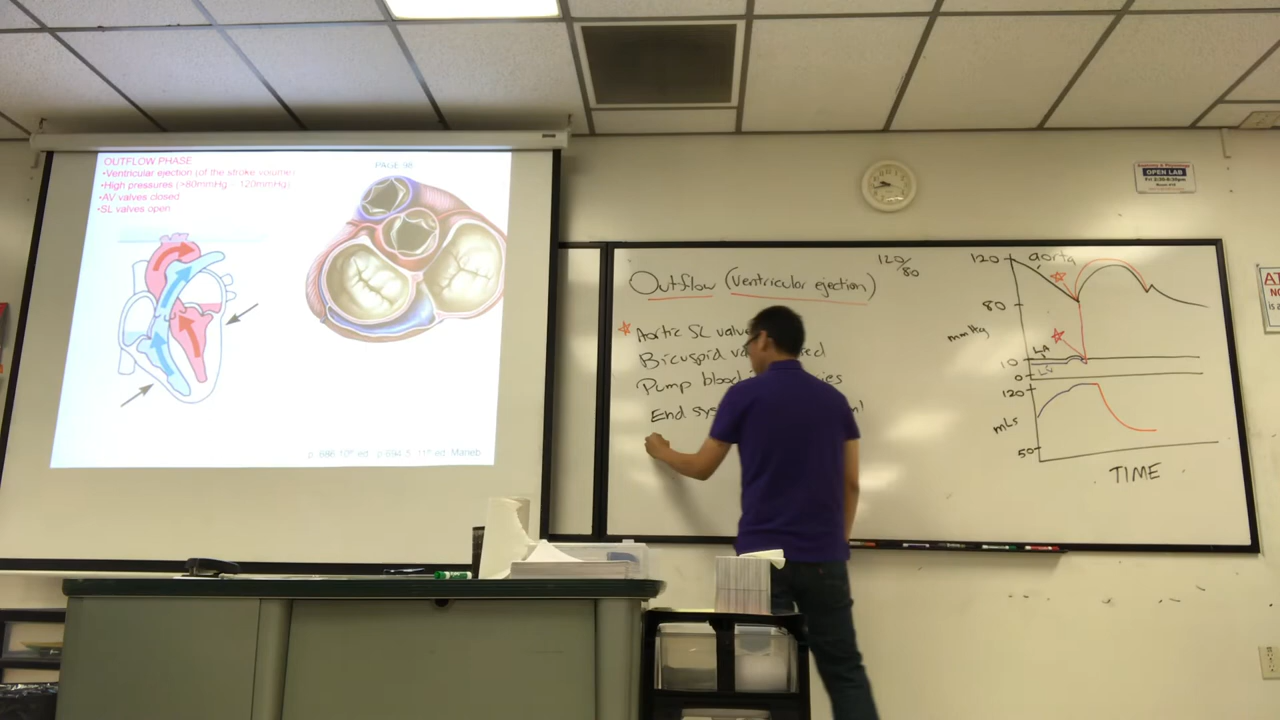 OUTFLOW PHASE
•Ventricular ejection (of the stroke volume)
•High pressures (>80mmHg – 120mmHg)
•AV valves closed
•SL valves open
PAGE 98
p. 686 10th ed. p.694-5, 11th ed. Marieb
Outflow (ventricular ejection)
120/80
Aortic SL valve
Bicuspid
Pump blood
End
120
aorta
80
mmHg
LA
10
LV
0
120
mLs
50
TIME
OPEN LAB